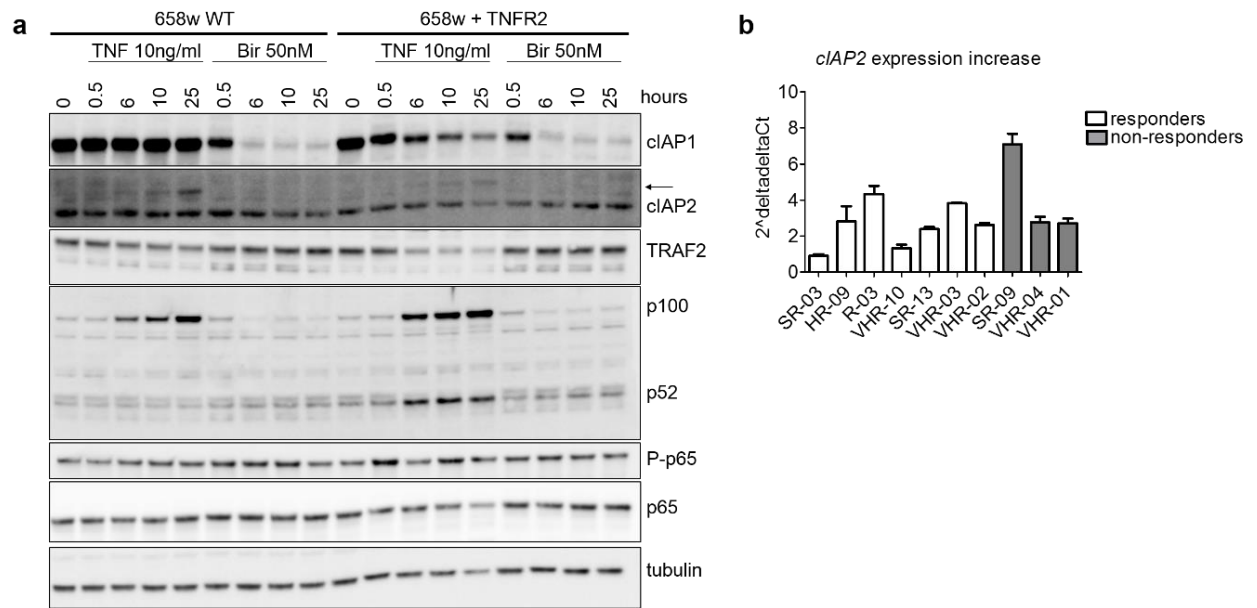 a
658w WT
658w + TNFR2
TNF 10ng/ml
Bir 50nM
TNF 10ng/ml
Bir 50nM
0 0.5 6 10 25 0.5 6 10 25 0 0.5 6 10 25 0.5 6 10 25 hours
cIAP1
cIAP2
TRAF2
p100
p52
P-p65
p65
tubulin
b
cIAP2 expression increase
2^deltadeltaCt
10
8
6
4
2
0
SR-03 HR-09 R-03 VHR-10 SR-13 VHR-03 VHR-02 SR-09 VHR-04 VHR-01
responders
non-responders